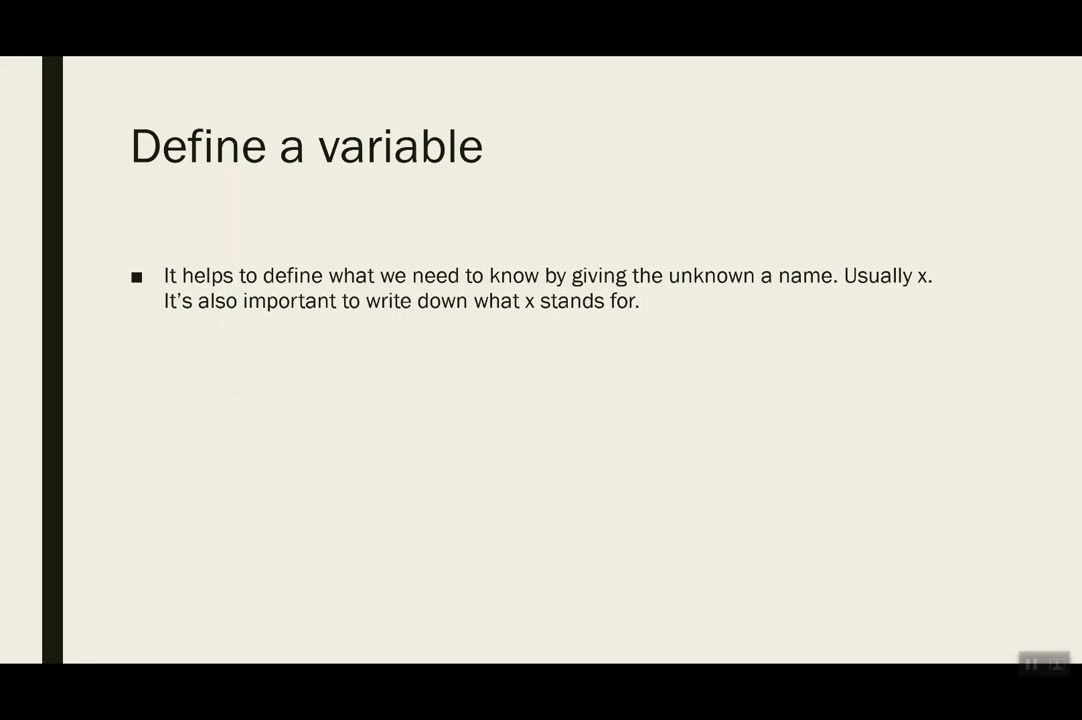 Define a variable
■ It helps to define what we need to know by giving the unknown a name. Usually x.
It’s also important to write down what x stands for.